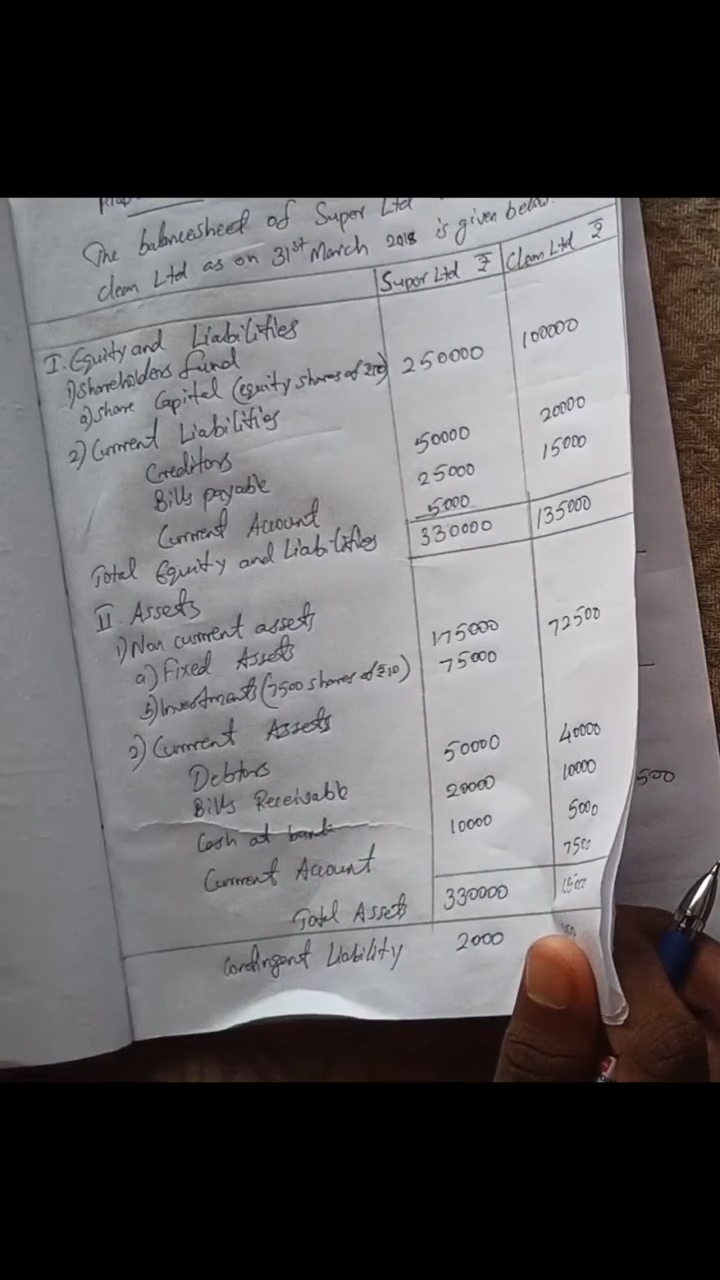 The balancesheet of Super Ltd
Clean Ltd as on 31st March 2018 is given below.
Super Ltd ₹ Clean Ltd ₹
I. Equity and Liabilities
1) Shareholders fund
a) Share Capital (equity shares of ₹10) 250000 100000
2) Current Liabilities
Creditors 50000 20000
Bills payable 25000 15000
Current Account 5000
Total Equity and Liabilities 330000 135000
II. Assets
1) Non current assets
a) Fixed Assets 175000 72500
b) Investments (7500 shares of ₹10) 75000
2) Current Assets
Debtors 50000 40000
Bills Receivable 20000 10000
Cash at bank 10000 5000
Current Account 7500
Total Assets 330000
Contingent Liability 2000
500